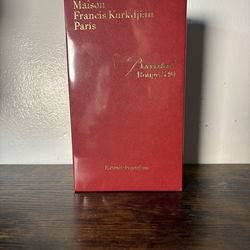 Maison
Francis Kurkdjian
Paris
Baccarat
Rouge 540
Extrait de parfum